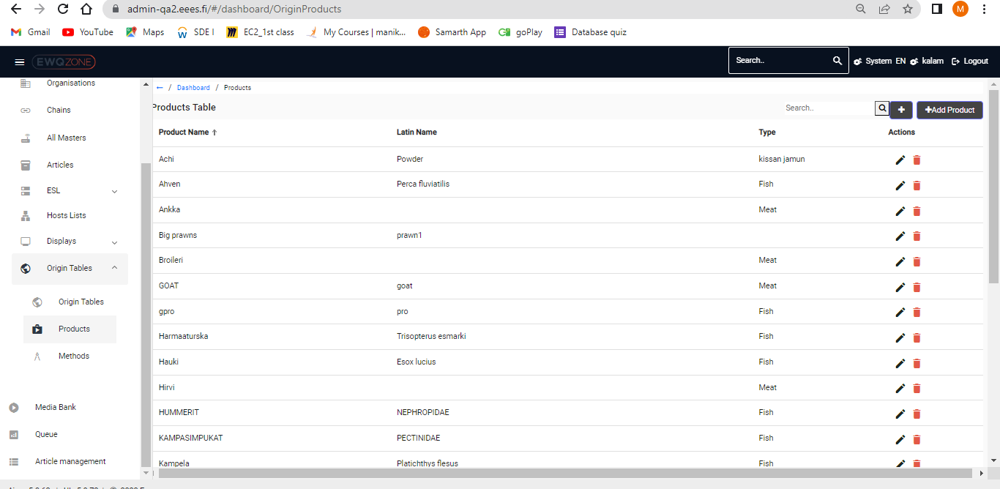 admin-qa2.eees.fi/#/dashboard/OriginProducts
M
Gmail YouTube Maps SDE I EC2_1st class My Courses | manik... Samarth App goPlay Database quiz
EWQZONE Search.. System EN kalam Logout
Organisations
Chains
All Masters
Articles
ESL
Hosts Lists
Displays
Origin Tables
Origin Tables
Products
Methods
Media Bank
Queue
Article management
← / Dashboard / Products
Products Table Search.. + +Add Product
Product Name ↑ Latin Name Type Actions
Achi Powder kissan jamun
Ahven Perca fluviatilis Fish
Ankka Meat
Big prawns prawn1
Broileri Meat
GOAT goat Meat
gpro pro Fish
Harmaaturska Trisopterus esmarki Fish
Hauki Esox lucius Fish
Hirvi Meat
HUMMERIT NEPHROPIDAE Fish
KAMPASIMPUKAT PECTINIDAE Fish
Kampela Platichthys flesus Fish